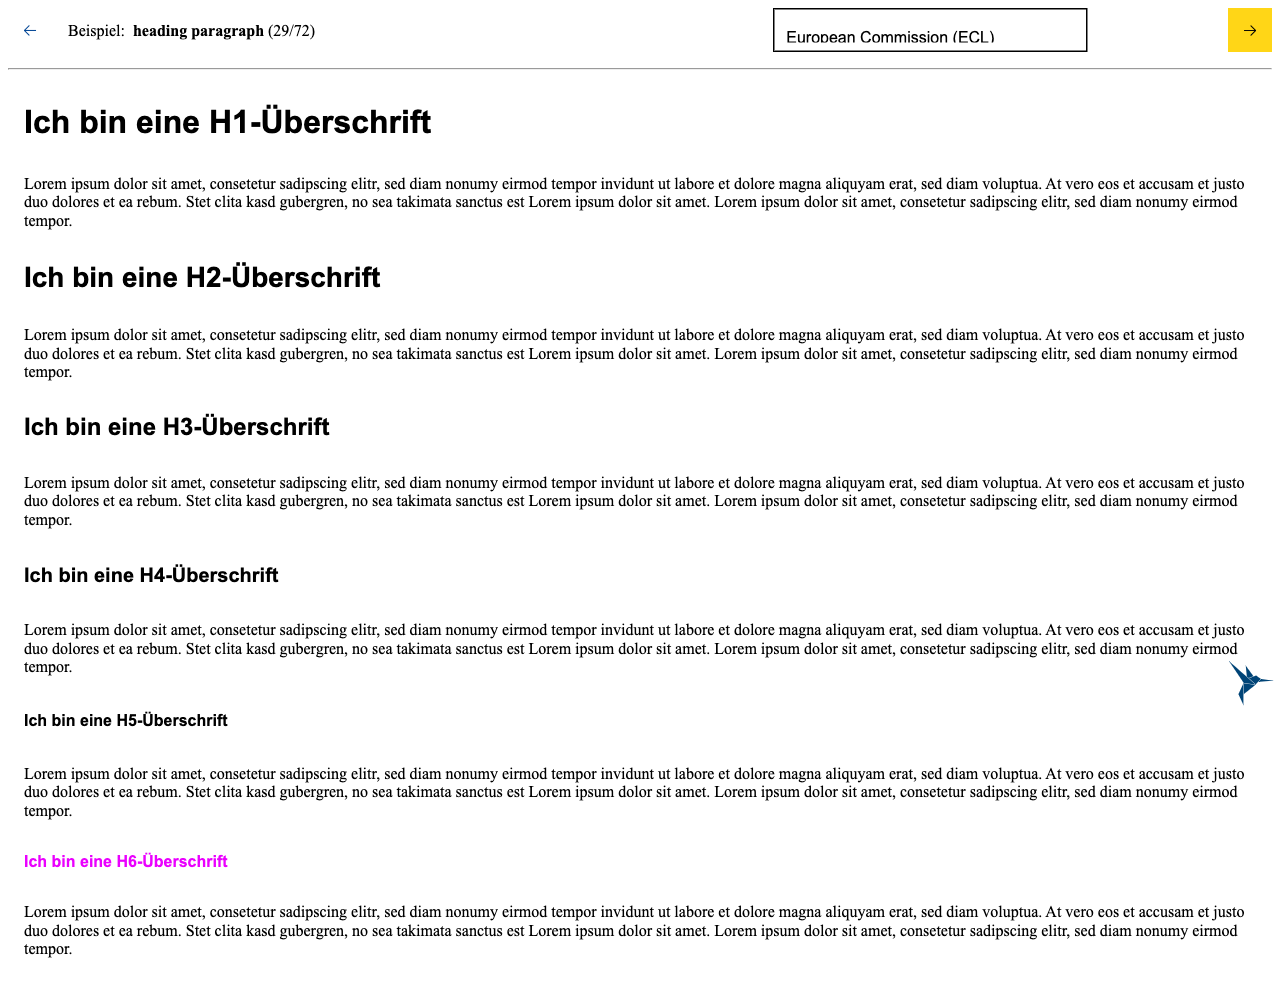 Beispiel: heading paragraph (29/72)
European Commission (ECL)
Ich bin eine H1-Überschrift
Lorem ipsum dolor sit amet, consetetur sadipscing elitr, sed diam nonumy eirmod tempor invidunt ut labore et dolore magna aliquyam erat, sed diam voluptua. At vero eos et accusam et justo
duo dolores et ea rebum. Stet clita kasd gubergren, no sea takimata sanctus est Lorem ipsum dolor sit amet. Lorem ipsum dolor sit amet, consetetur sadipscing elitr, sed diam nonumy eirmod
tempor.
Ich bin eine H2-Überschrift
Lorem ipsum dolor sit amet, consetetur sadipscing elitr, sed diam nonumy eirmod tempor invidunt ut labore et dolore magna aliquyam erat, sed diam voluptua. At vero eos et accusam et justo
duo dolores et ea rebum. Stet clita kasd gubergren, no sea takimata sanctus est Lorem ipsum dolor sit amet. Lorem ipsum dolor sit amet, consetetur sadipscing elitr, sed diam nonumy eirmod
tempor.
Ich bin eine H3-Überschrift
Lorem ipsum dolor sit amet, consetetur sadipscing elitr, sed diam nonumy eirmod tempor invidunt ut labore et dolore magna aliquyam erat, sed diam voluptua. At vero eos et accusam et justo
duo dolores et ea rebum. Stet clita kasd gubergren, no sea takimata sanctus est Lorem ipsum dolor sit amet. Lorem ipsum dolor sit amet, consetetur sadipscing elitr, sed diam nonumy eirmod
tempor.
Ich bin eine H4-Überschrift
Lorem ipsum dolor sit amet, consetetur sadipscing elitr, sed diam nonumy eirmod tempor invidunt ut labore et dolore magna aliquyam erat, sed diam voluptua. At vero eos et accusam et justo
duo dolores et ea rebum. Stet clita kasd gubergren, no sea takimata sanctus est Lorem ipsum dolor sit amet. Lorem ipsum dolor sit amet, consetetur sadipscing elitr, sed diam nonumy eirmod
tempor.
Ich bin eine H5-Überschrift
Lorem ipsum dolor sit amet, consetetur sadipscing elitr, sed diam nonumy eirmod tempor invidunt ut labore et dolore magna aliquyam erat, sed diam voluptua. At vero eos et accusam et justo
duo dolores et ea rebum. Stet clita kasd gubergren, no sea takimata sanctus est Lorem ipsum dolor sit amet. Lorem ipsum dolor sit amet, consetetur sadipscing elitr, sed diam nonumy eirmod
tempor.
Ich bin eine H6-Überschrift
Lorem ipsum dolor sit amet, consetetur sadipscing elitr, sed diam nonumy eirmod tempor invidunt ut labore et dolore magna aliquyam erat, sed diam voluptua. At vero eos et accusam et justo
duo dolores et ea rebum. Stet clita kasd gubergren, no sea takimata sanctus est Lorem ipsum dolor sit amet. Lorem ipsum dolor sit amet, consetetur sadipscing elitr, sed diam nonumy eirmod
tempor.